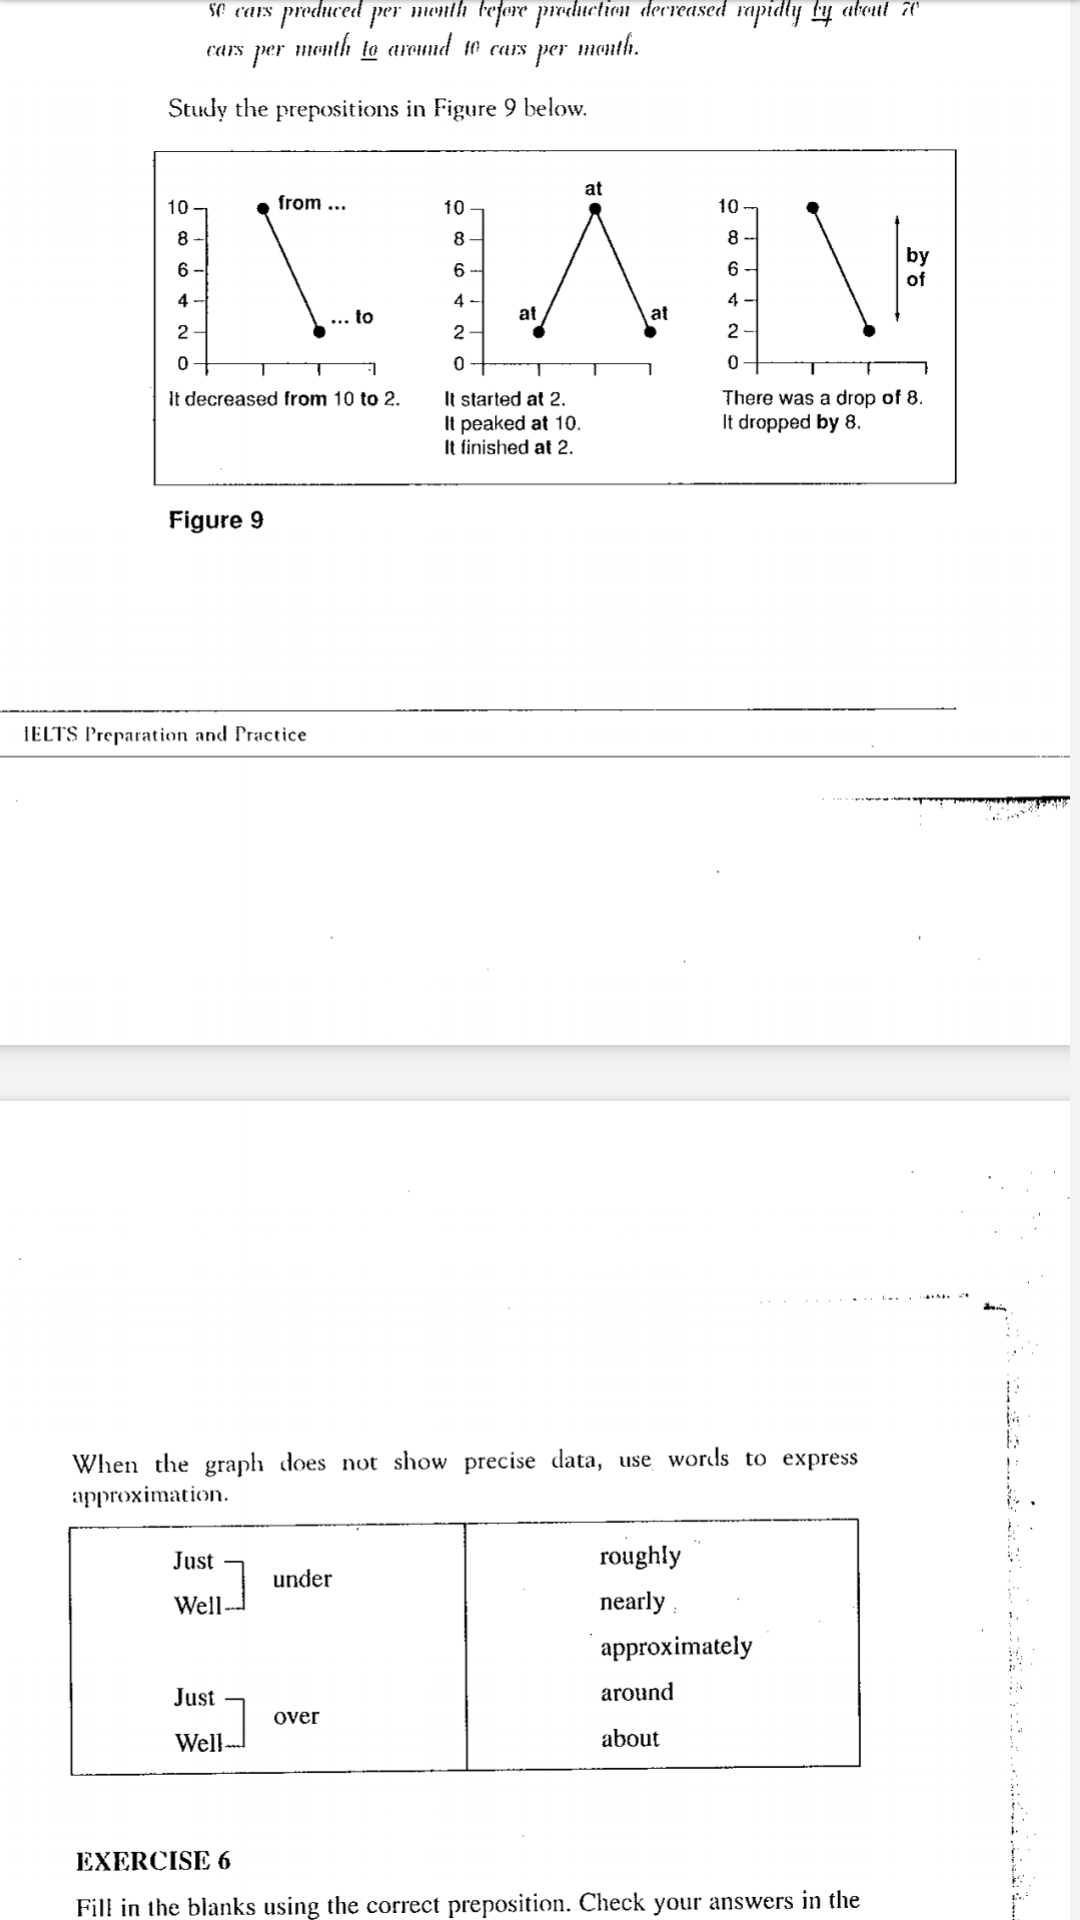 80 cars produced per month before production decreased rapidly by about 70
cars per month to around 10 cars per month.
Study the prepositions in Figure 9 below.
from ...
10
8
6
4
2
0
... to
It decreased from 10 to 2.
at
10
8
6
4
2
0
at
at
It started at 2.
It peaked at 10.
It finished at 2.
10
8
6
4
2
0
by
of
There was a drop of 8.
It dropped by 8.
Figure 9
IELTS Preparation and Practice
When the graph does not show precise data, use words to express
approximation.
Just
under
Well
Just
over
Well
roughly
nearly
approximately
around
about
EXERCISE 6
Fill in the blanks using the correct preposition. Check your answers in the